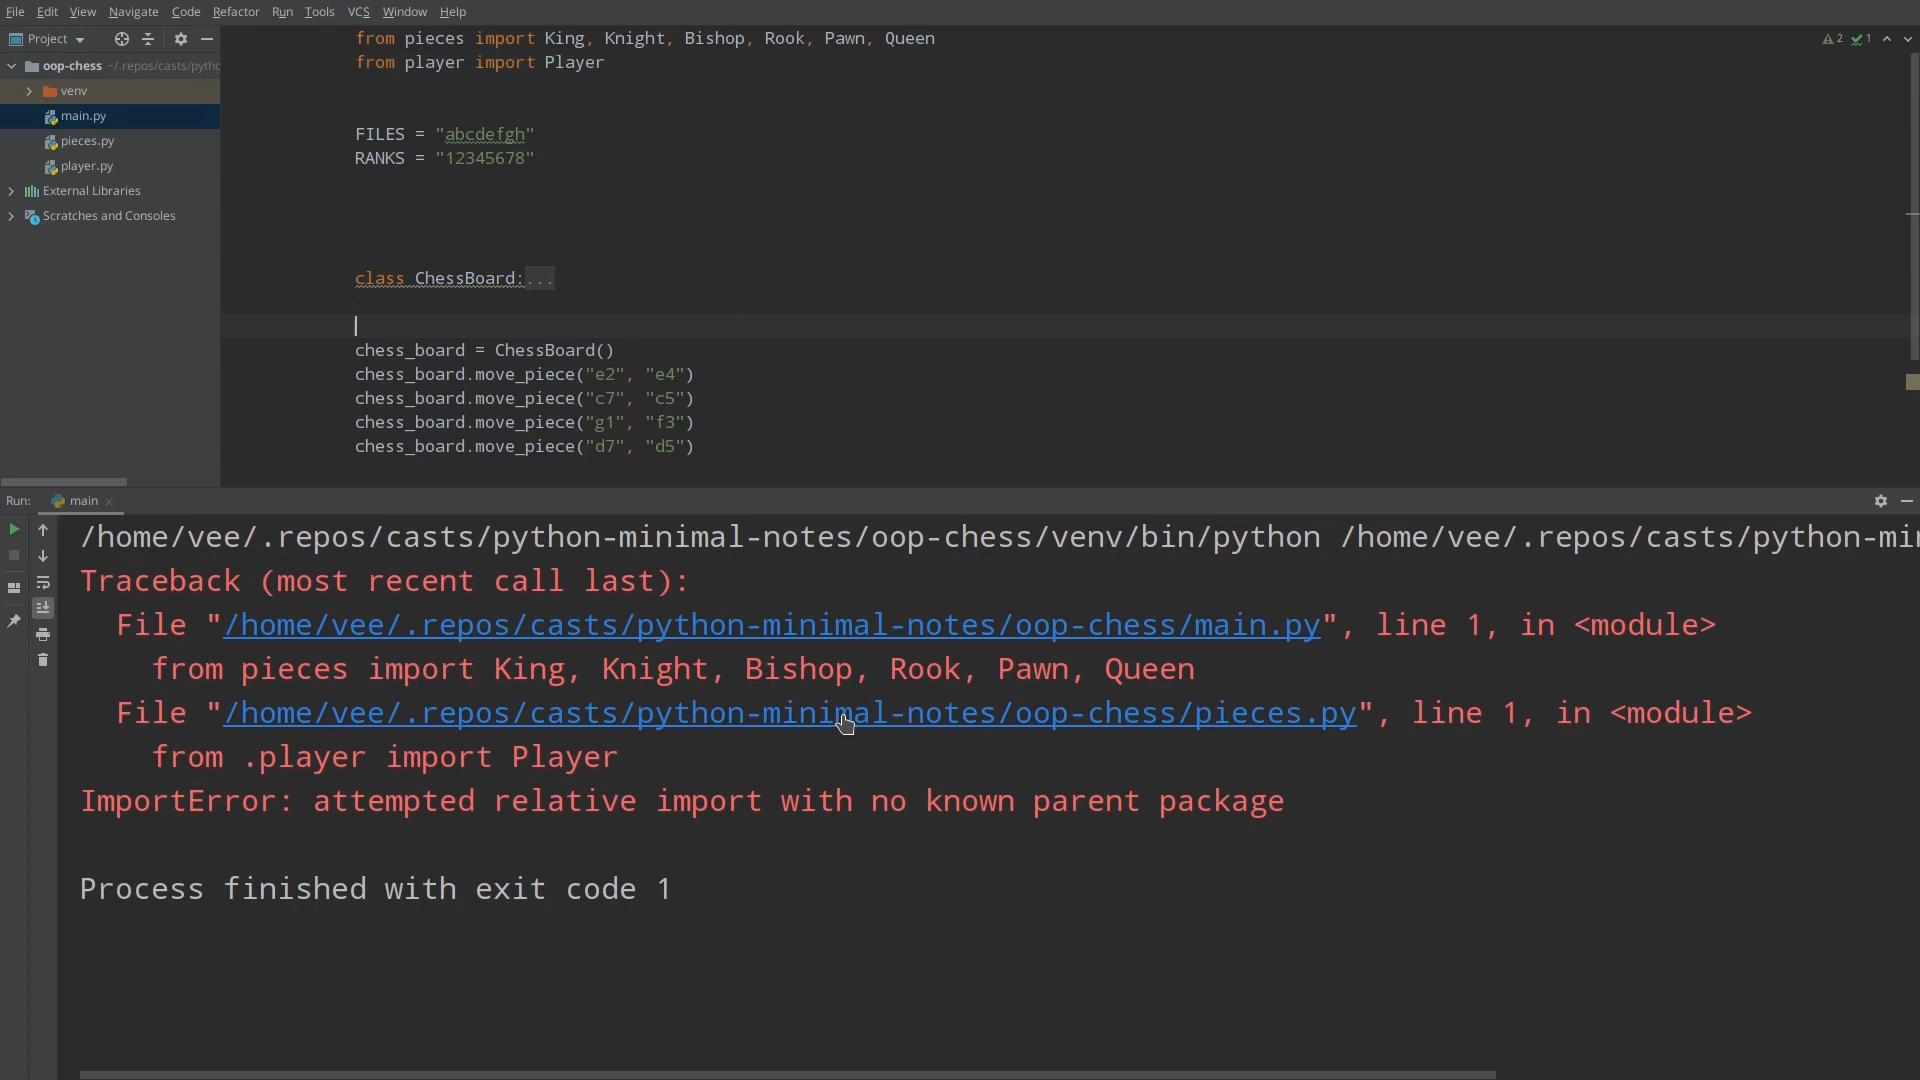 File Edit View Navigate Code Refactor Run Tools VCS Window Help
Project
oop-chess ~/.repos/casts/pytho
venv
main.py
pieces.py
player.py
External Libraries
Scratches and Consoles
from pieces import King, Knight, Bishop, Rook, Pawn, Queen
from player import Player
2 1
FILES = "abcdefgh"
RANKS = "12345678"
class ChessBoard:...
chess_board = ChessBoard()
chess_board.move_piece("e2", "e4")
chess_board.move_piece("c7", "c5")
chess_board.move_piece("g1", "f3")
chess_board.move_piece("d7", "d5")
Run: main
/home/vee/.repos/casts/python-minimal-notes/oop-chess/venv/bin/python /home/vee/.repos/casts/python-mi
Traceback (most recent call last):
File "/home/vee/.repos/casts/python-minimal-notes/oop-chess/main.py", line 1, in <module>
from pieces import King, Knight, Bishop, Rook, Pawn, Queen
File "/home/vee/.repos/casts/python-minimal-notes/oop-chess/pieces.py", line 1, in <module>
from .player import Player
ImportError: attempted relative import with no known parent package
Process finished with exit code 1